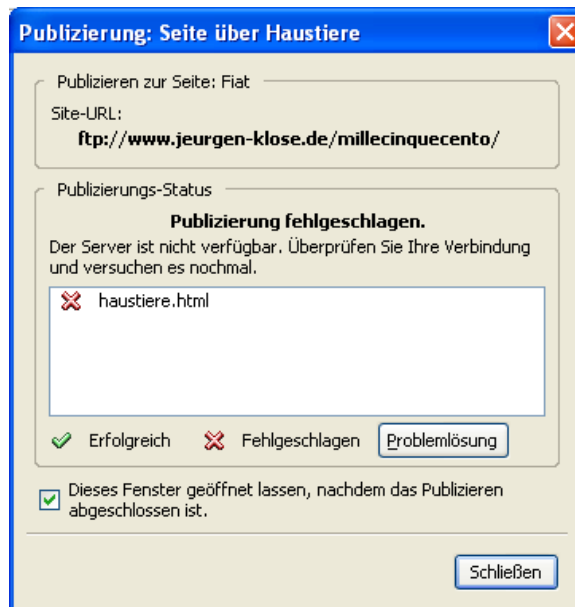 Publizierung: Seite über Haustiere
Publizieren zur Seite: Fiat
Site-URL:
ftp://www.jeurgen-klose.de/millecinquecento/
Publizierungs-Status
Publizierung fehlgeschlagen.
Der Server ist nicht verfügbar. Überprüfen Sie Ihre Verbindung
und versuchen es nochmal.
haustiere.html
Erfolgreich Fehlgeschlagen Problemlösung
Dieses Fenster geöffnet lassen, nachdem das Publizieren
abgeschlossen ist.
Schließen